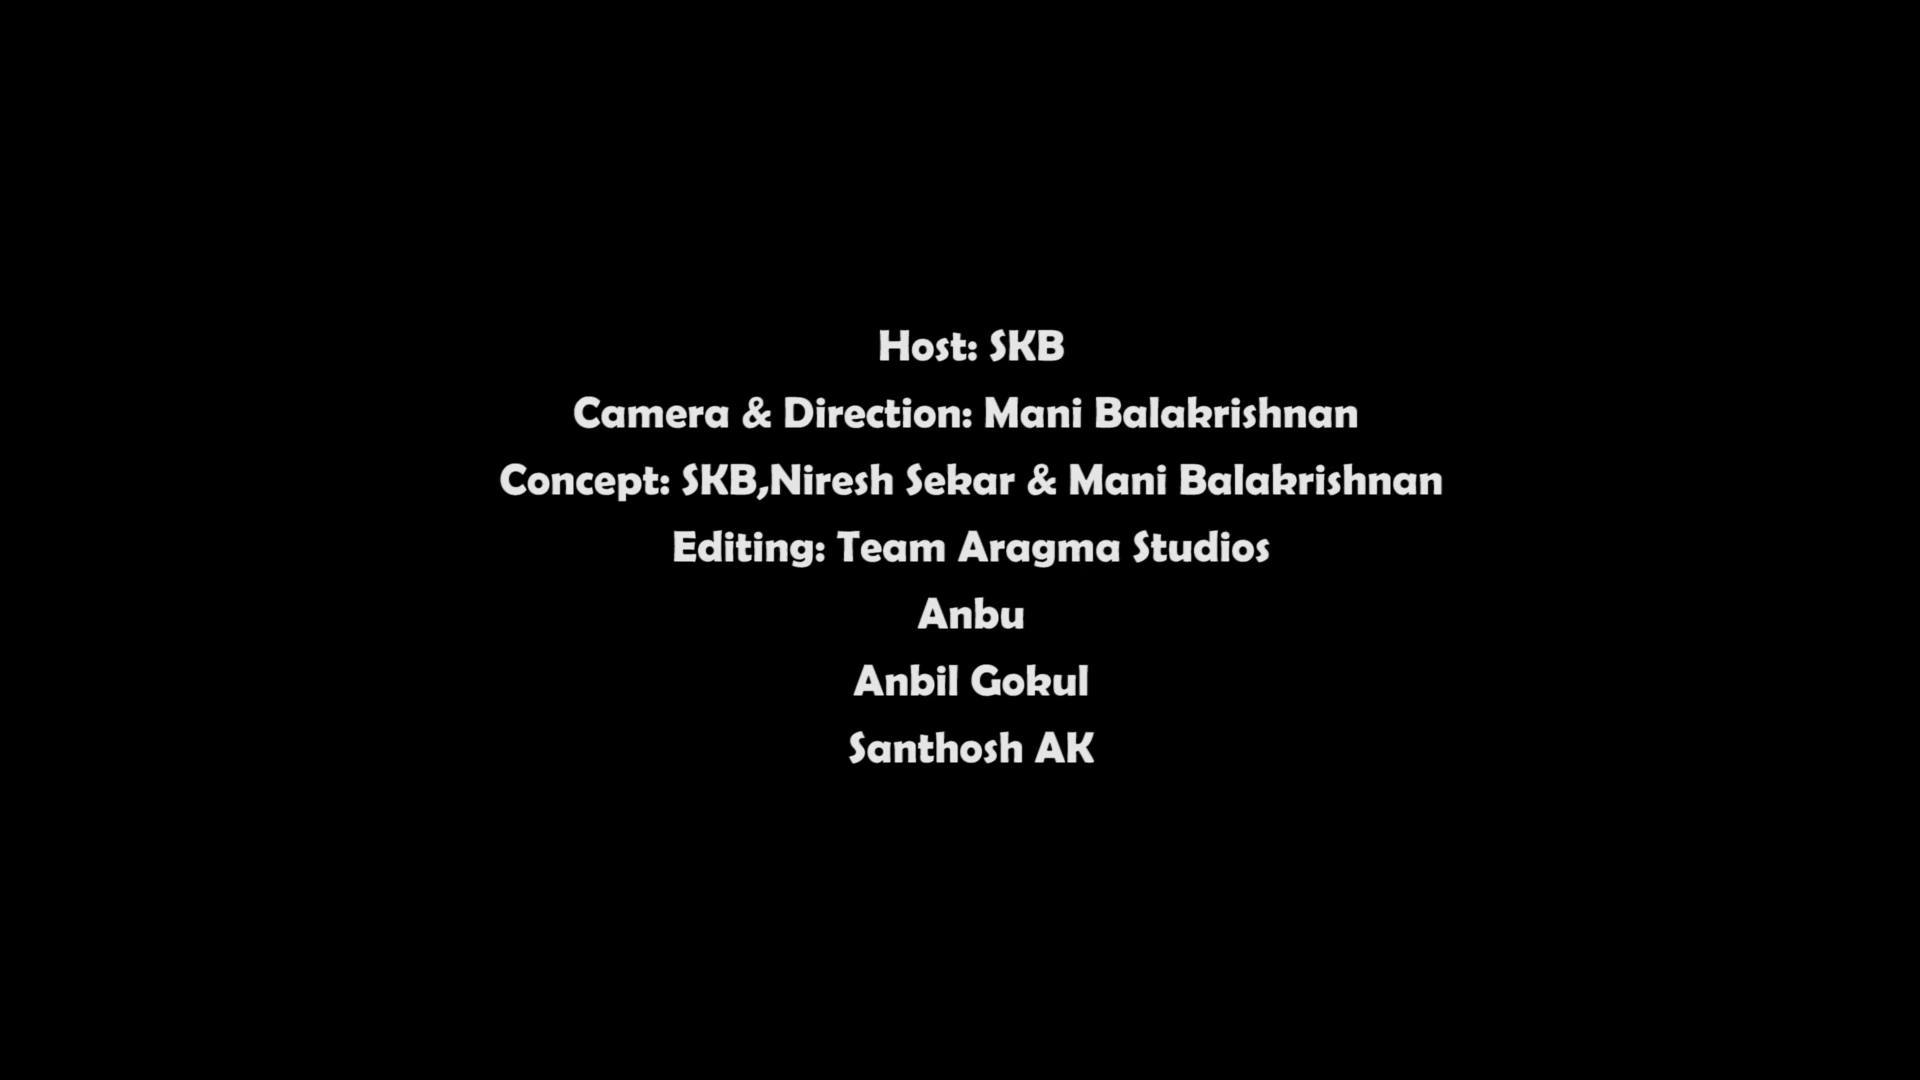 Host: SKB
Camera & Direction: Mani Balakrishnan
Concept: SKB,Niresh Sekar & Mani Balakrishnan
Editing: Team Aragma Studios
Anbu
Anbil Gokul
Santhosh AK